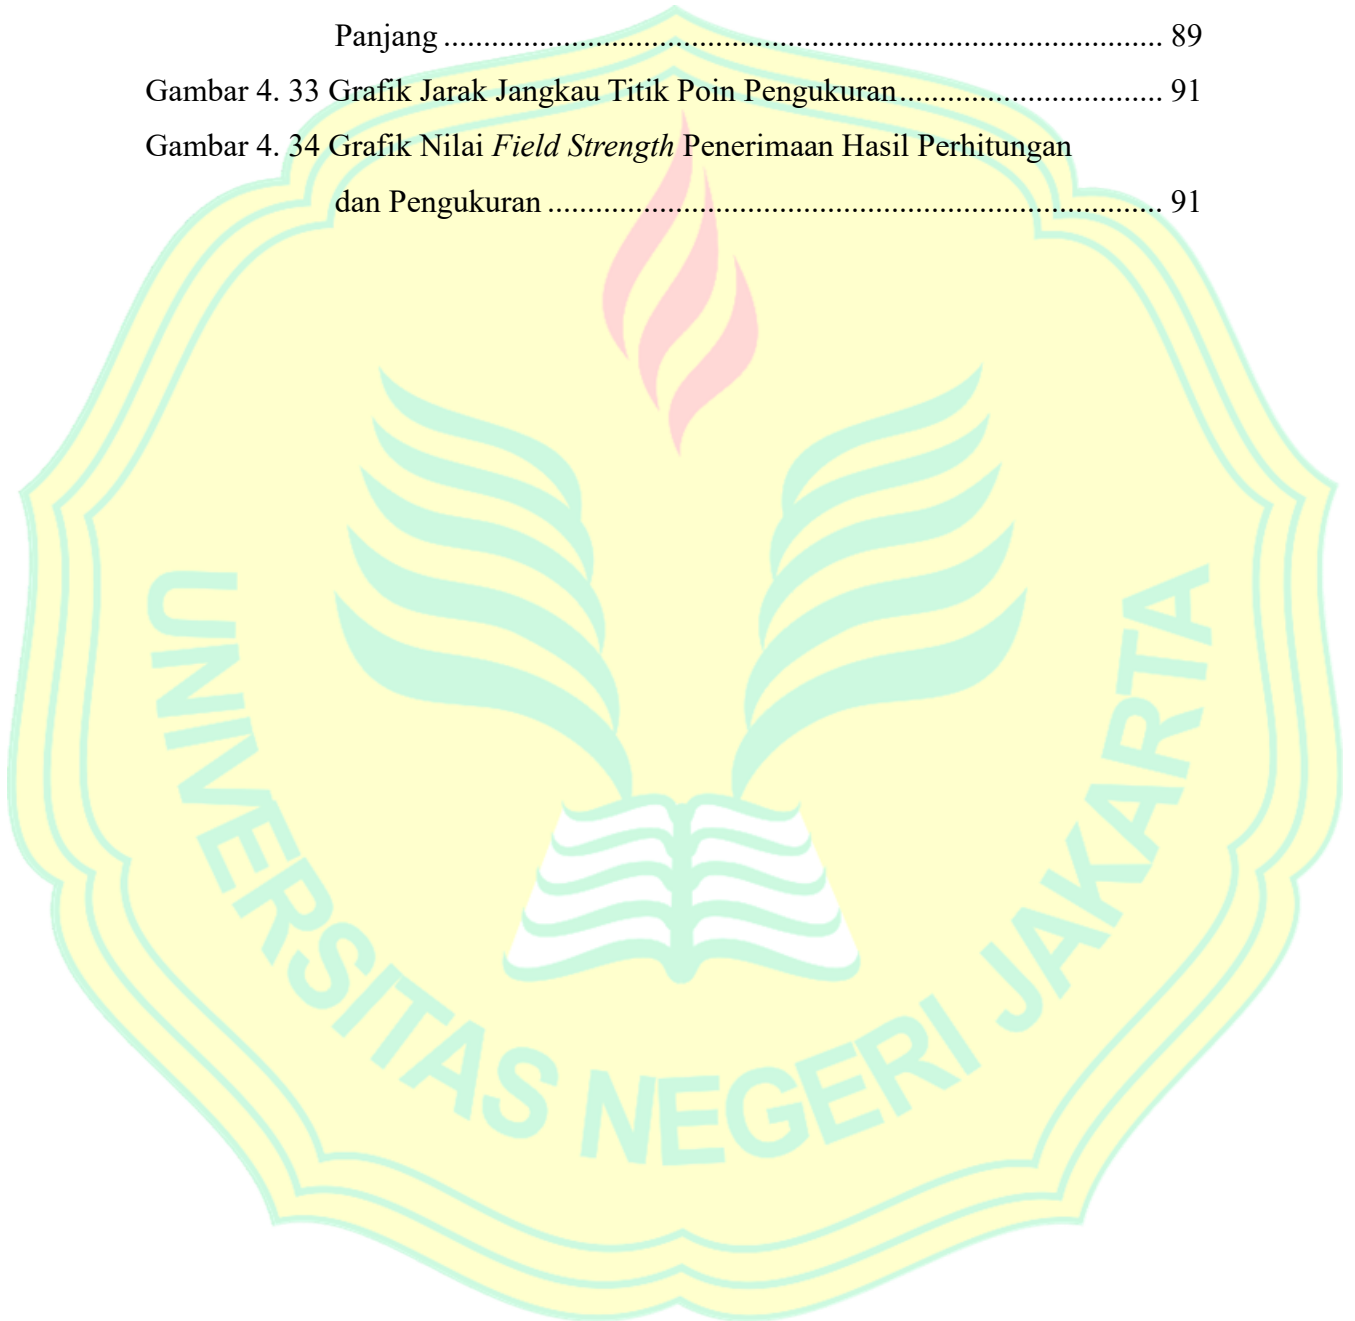 Panjang ........................................................................................... 89
Gambar 4. 33 Grafik Jarak Jangkau Titik Poin Pengukuran................................. 91
Gambar 4. 34 Grafik Nilai Field Strength Penerimaan Hasil Perhitungan
dan Pengukuran .............................................................................. 91
UNIVERSITAS NEGERI JAKARTA